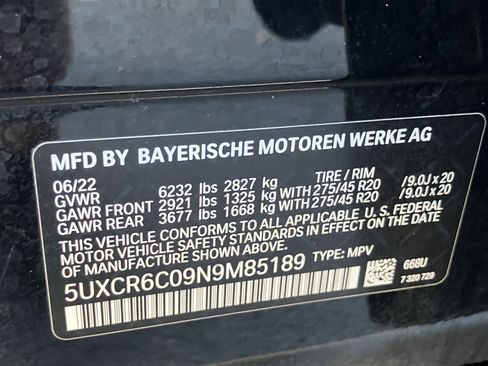 MFD BY BAYERISCHE MOTOREN WERKE AG
06/22 TIRE / RIM
GVWR 6232 lbs 2827 kg
GAWR FRONT 2921 lbs 1325 kg WITH 275/45 R20 /9.0J x 20
GAWR REAR 3677 lbs 1668 kg WITH 275/45 R20 /9.0J x 20
THIS VEHICLE CONFORMS TO ALL APPLICABLE U. S. FEDERAL
MOTOR VEHICLE SAFETY STANDARDS IN EFFECT ON THE DATE OF
MANUFACTURE SHOWN ABOVE.
5UXCR6C09N9M85189 TYPE: MPV 668U
7 320 729